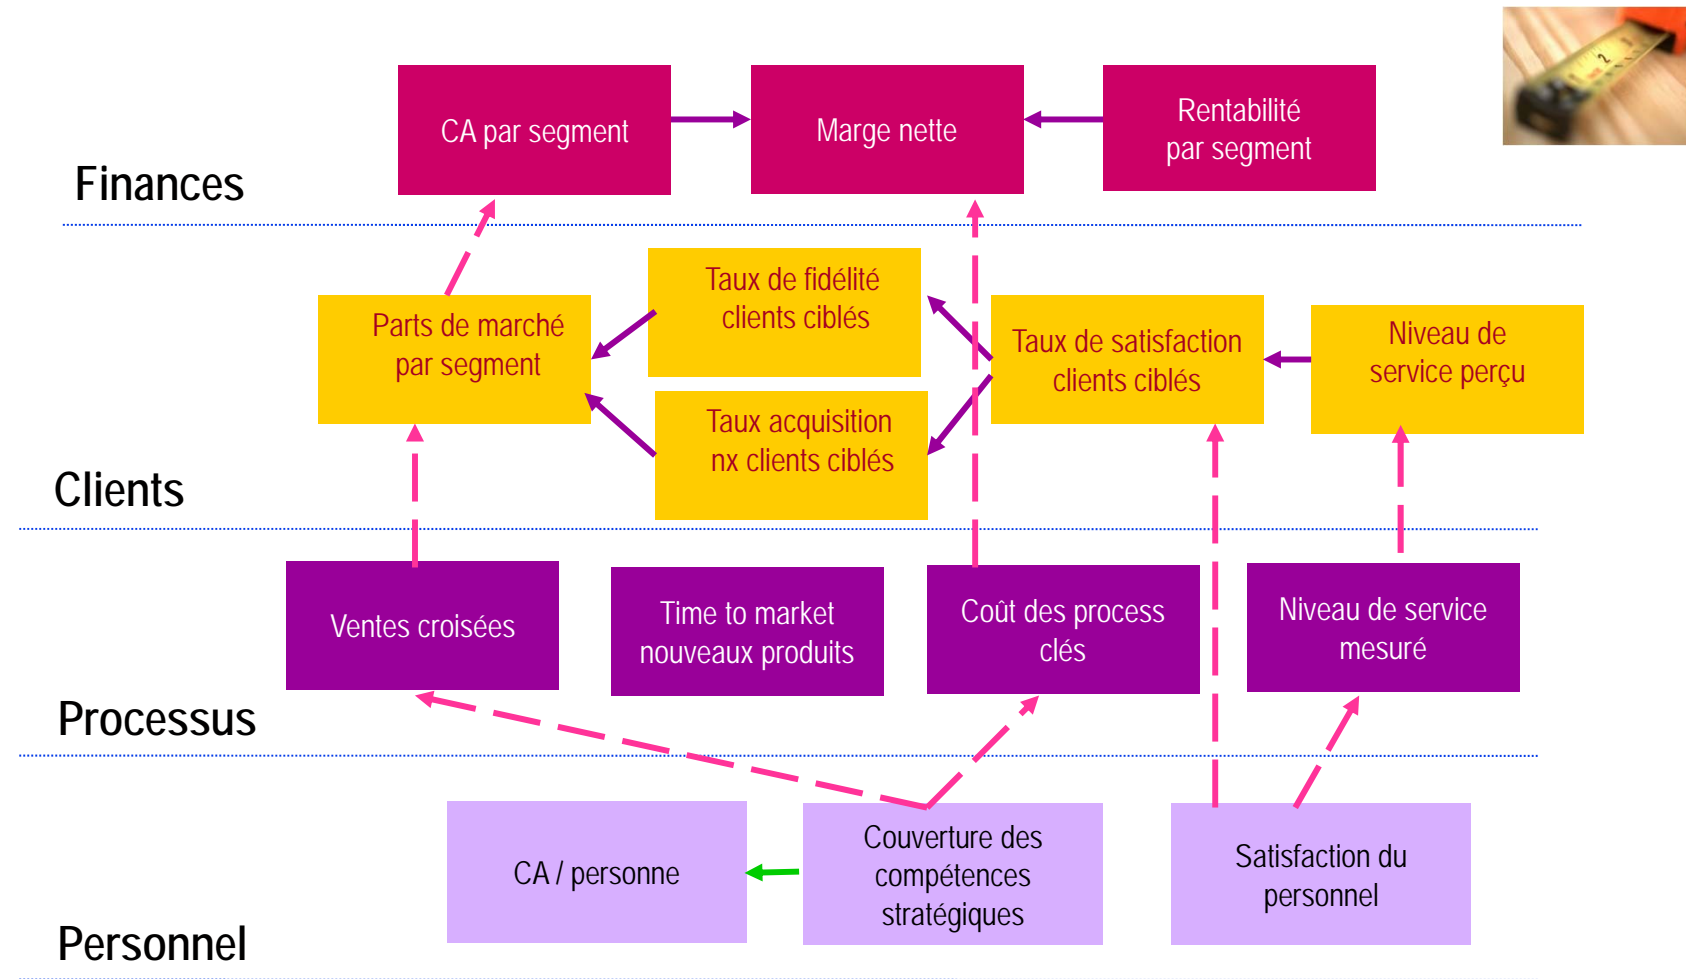 CA par segment
Marge nette
Rentabilité
par segment
Finances
Taux de fidélité
clients ciblés
Parts de marché
par segment
Taux de satisfaction
clients ciblés
Niveau de
service perçu
Taux acquisition
nx clients ciblés
Clients
Ventes croisées
Time to market
nouveaux produits
Coût des process
clés
Niveau de service
mesuré
Processus
CA / personne
Couverture des
compétences
stratégiques
Satisfaction du
personnel
Personnel
2